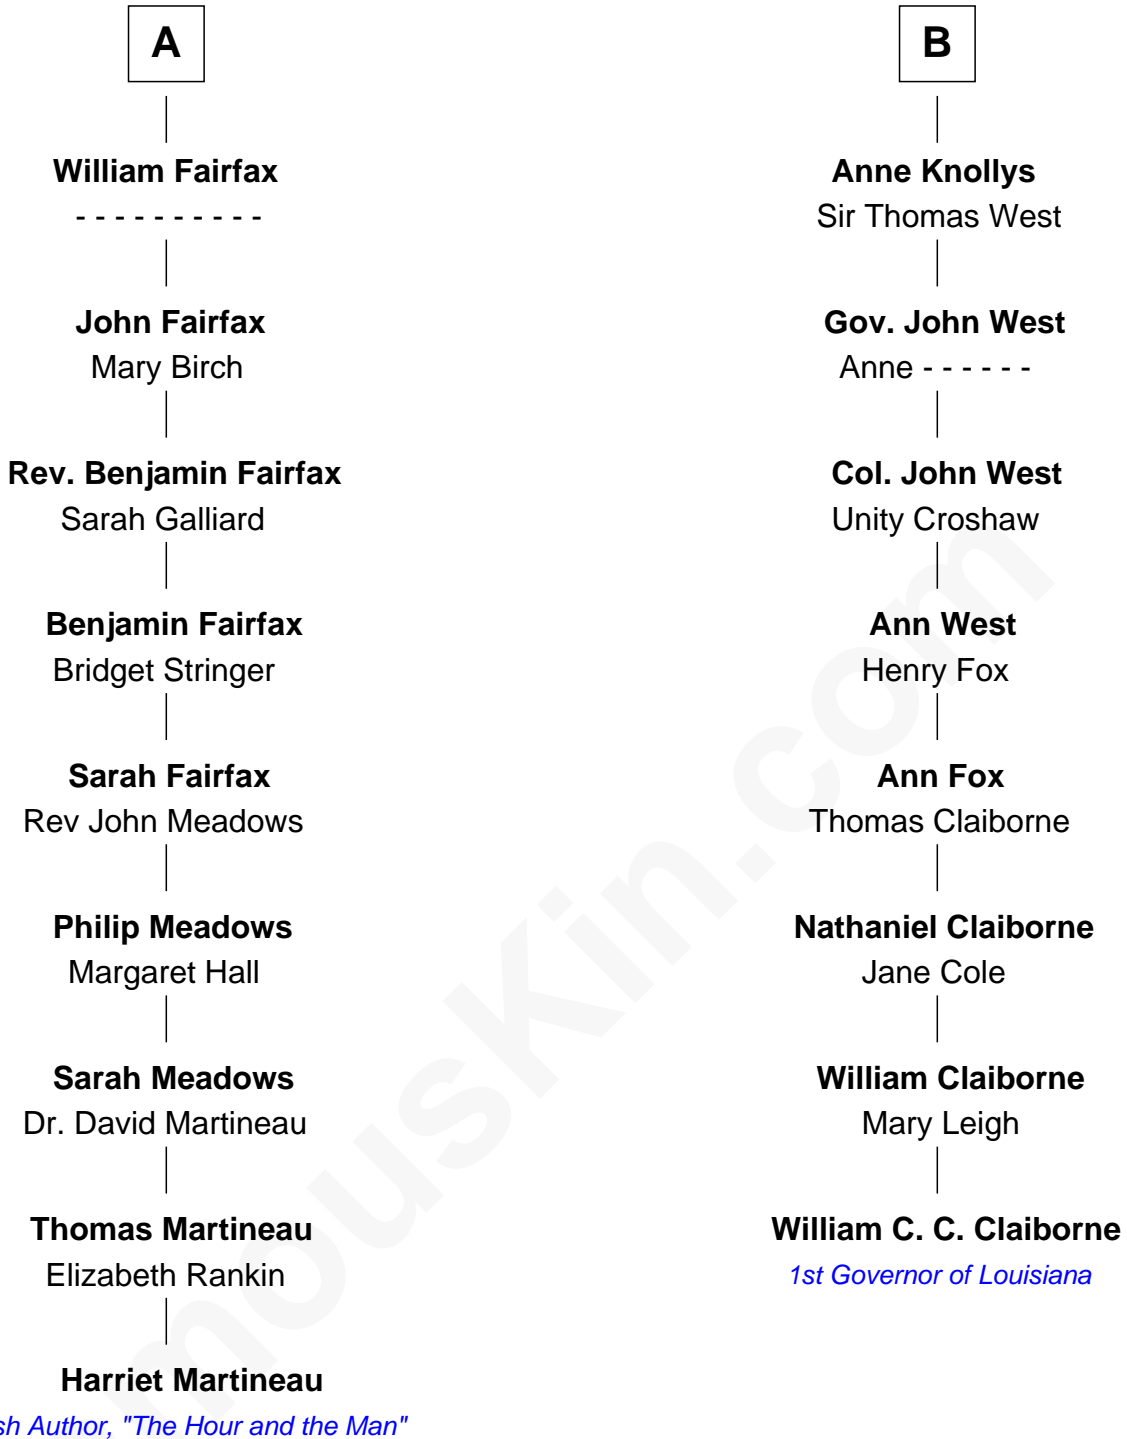 A
William Fairfax
- - - - - - - - - -
John Fairfax
Mary Birch
Rev. Benjamin Fairfax
Sarah Galliard
Benjamin Fairfax
Bridget Stringer
Sarah Fairfax
Rev John Meadows
Philip Meadows
Margaret Hall
Sarah Meadows
Dr. David Martineau
Thomas Martineau
Elizabeth Rankin
Harriet Martineau
sh Author, "The Hour and the Man"
B
Anne Knollys
Sir Thomas West
Gov. John West
Anne - - - - - -
Col. John West
Unity Croshaw
Ann West
Henry Fox
Ann Fox
Thomas Claiborne
Nathaniel Claiborne
Jane Cole
William Claiborne
Mary Leigh
William C. C. Claiborne
1st Governor of Louisiana
mousKin.com